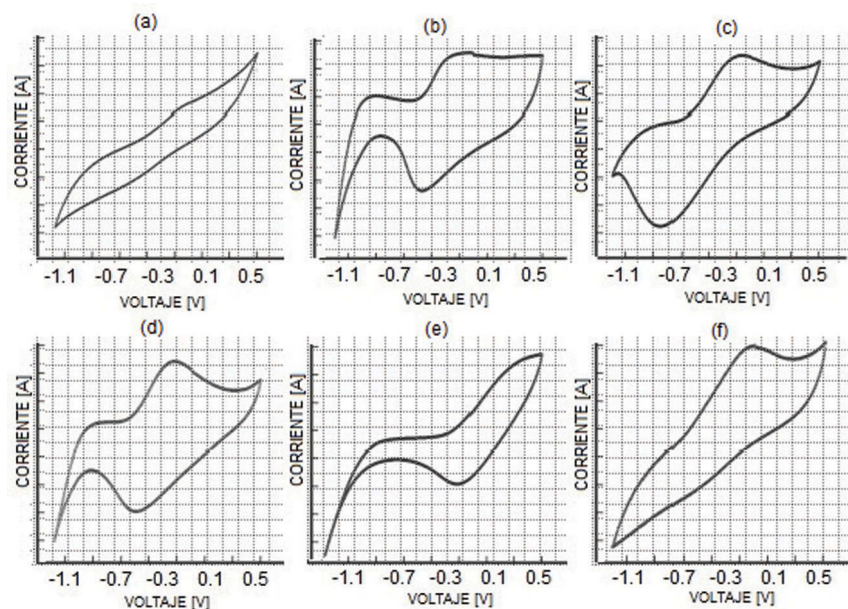 (a)
CORRIENTE [A]
-1.1 -0.7 -0.3 0.1 0.5
VOLTAJE [V]
(b)
CORRIENTE [A]
-1.1 -0.7 -0.3 0.1 0.5
VOLTAJE [V]
(c)
CORRIENTE [A]
-1.1 -0.7 -0.3 0.1 0.5
VOLTAJE [V]
(d)
CORRIENTE [A]
-1.1 -0.7 -0.3 0.1 0.5
VOLTAJE [V]
(e)
CORRIENTE [A]
-1.1 -0.7 -0.3 0.1 0.5
VOLTAJE [V]
(f)
CORRIENTE [A]
-1.1 -0.7 -0.3 0.1 0.5
VOLTAJE [V]